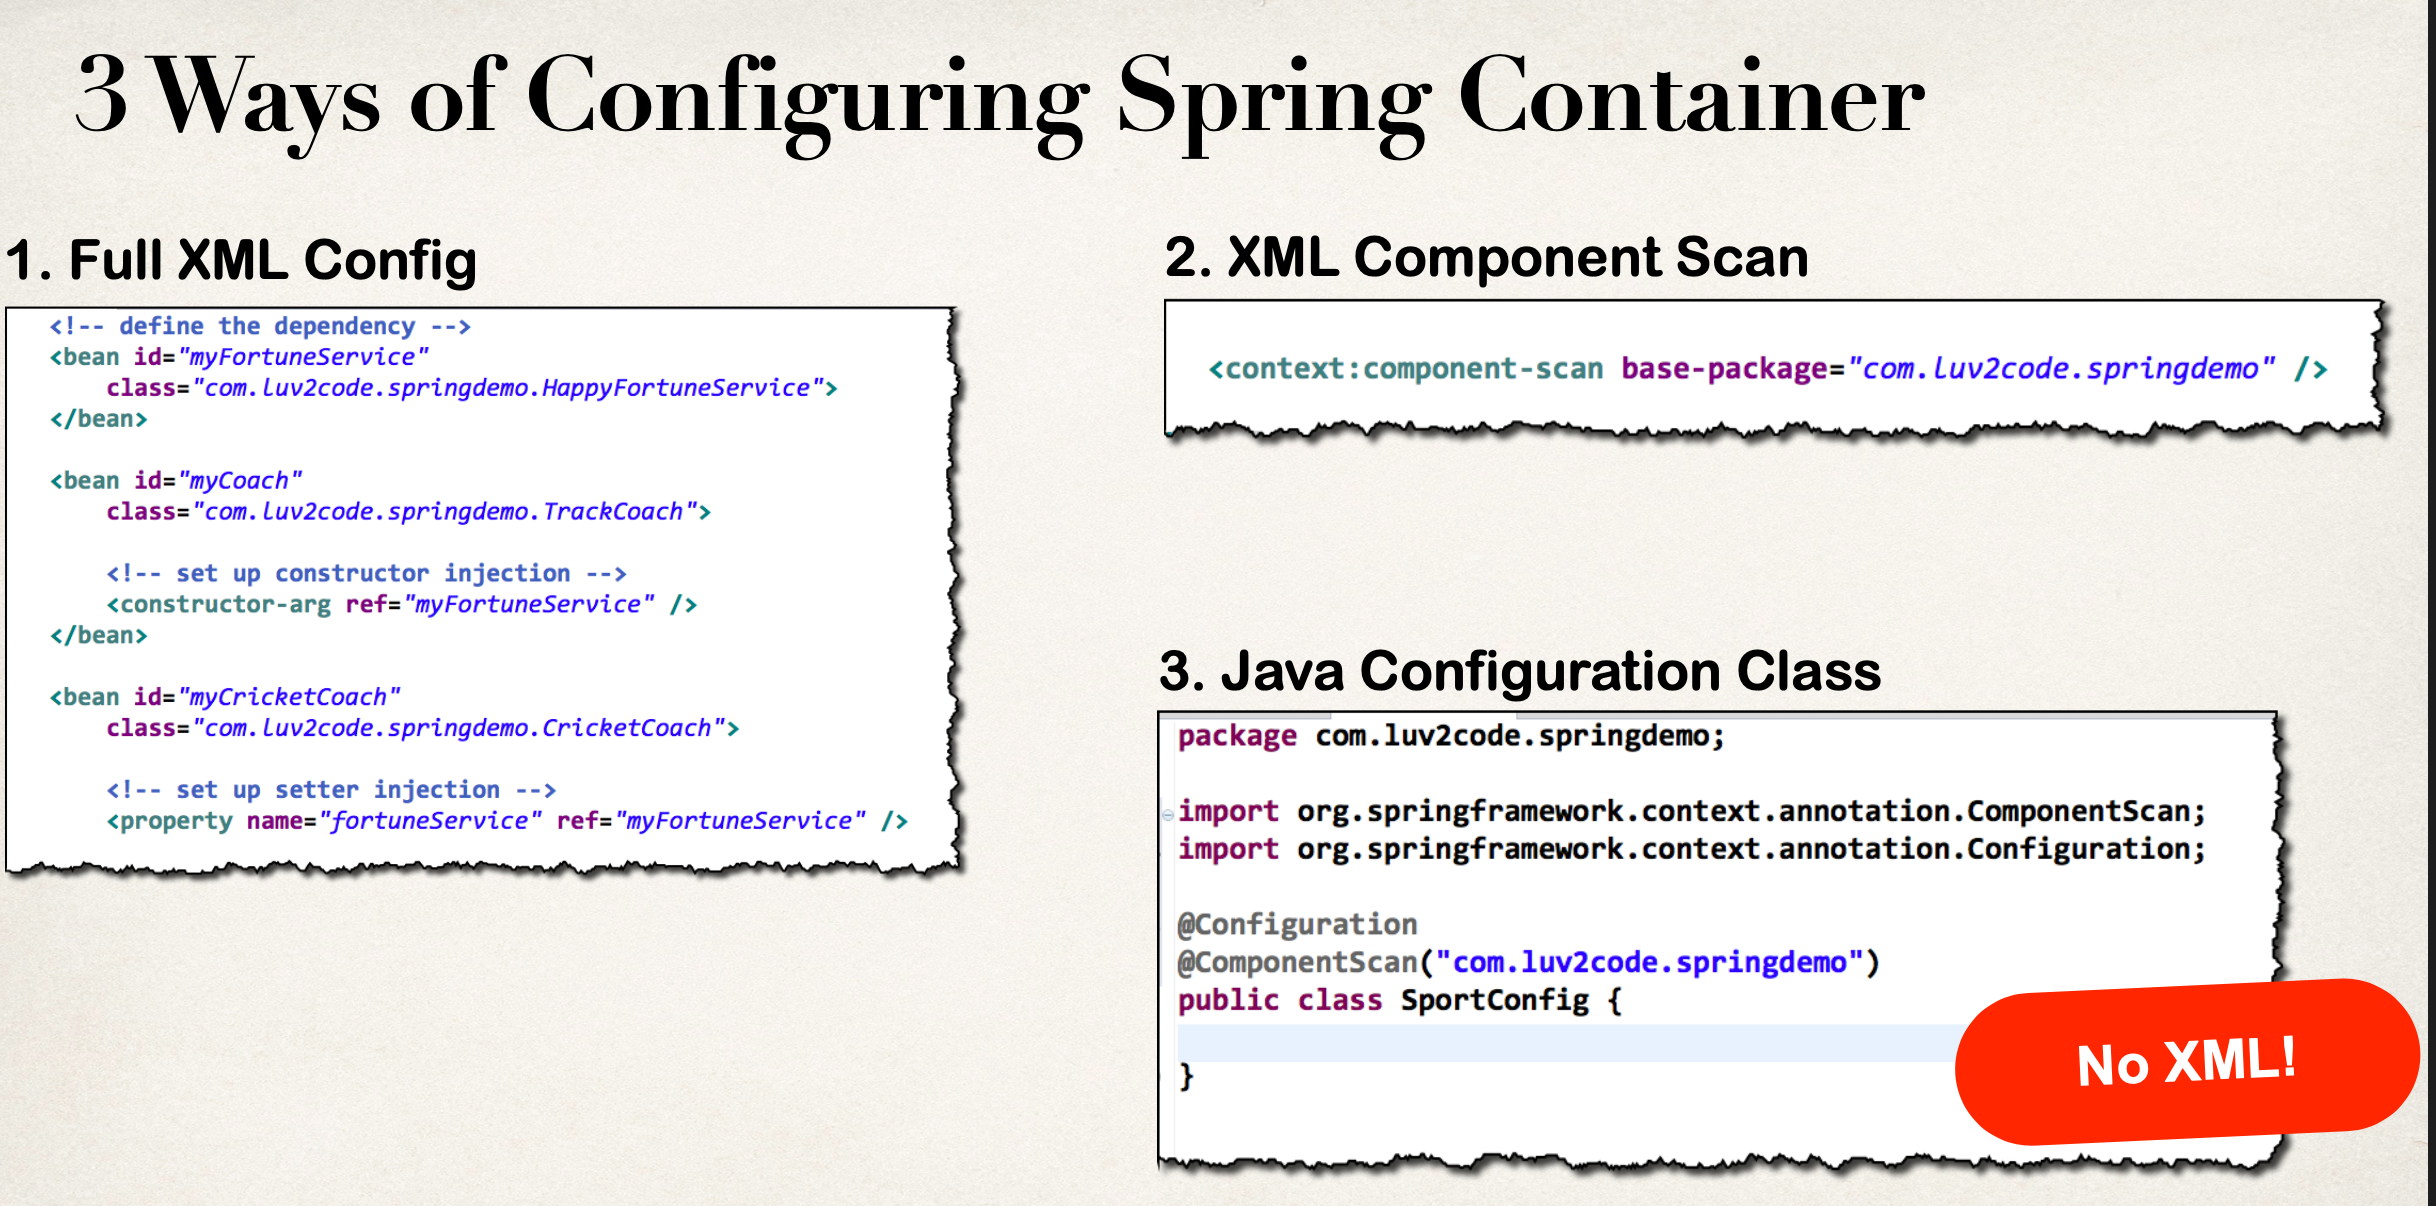 3 Ways of Configuring Spring Container
1. Full XML Config
<!-- define the dependency -->
<bean id="myFortuneService"
class="com.luv2code.springdemo.HappyFortuneService">
</bean>
<bean id="myCoach"
class="com.luv2code.springdemo.TrackCoach">
<!-- set up constructor injection -->
<constructor-arg ref="myFortuneService" />
</bean>
<bean id="myCricketCoach"
class="com.luv2code.springdemo.CricketCoach">
<!-- set up setter injection -->
<property name="fortuneService" ref="myFortuneService" />
2. XML Component Scan
<context:component-scan base-package="com.luv2code.springdemo" />
3. Java Configuration Class
package com.luv2code.springdemo;
import org.springframework.context.annotation.ComponentScan;
import org.springframework.context.annotation.Configuration;
@Configuration
@ComponentScan("com.luv2code.springdemo")
public class SportConfig {
}
No XML!